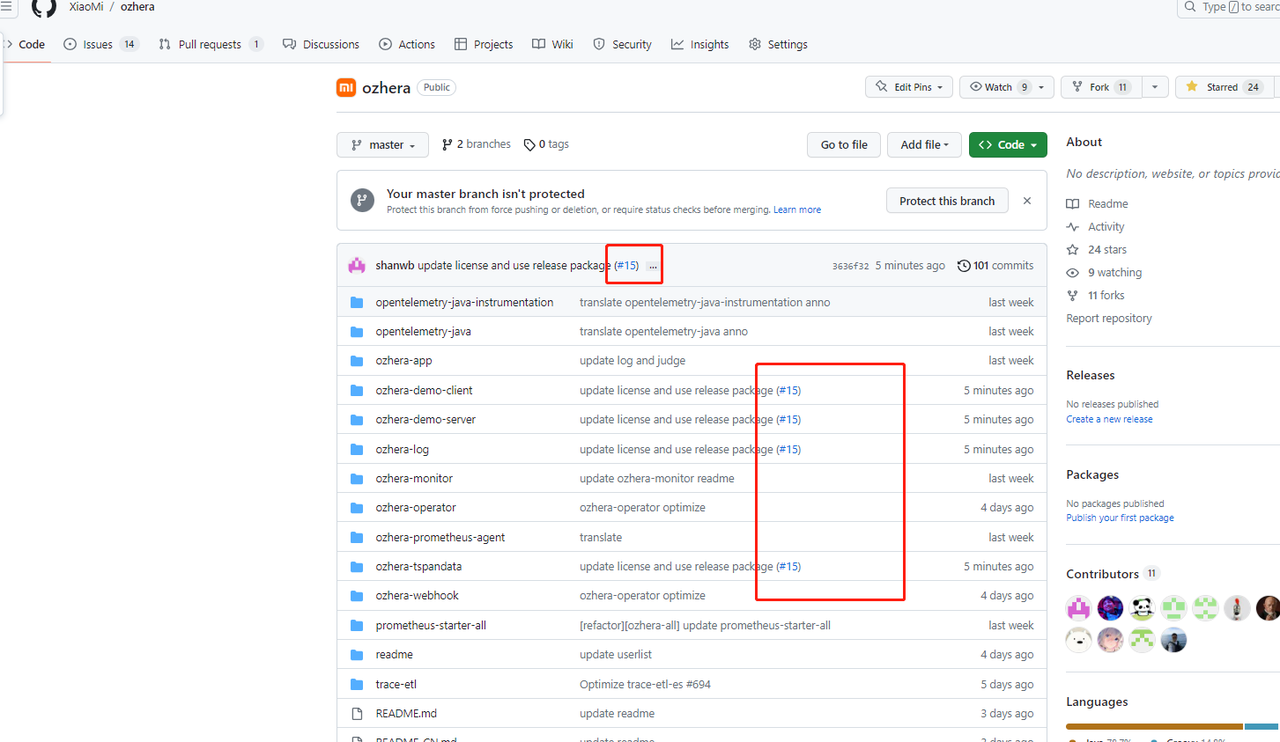 XiaoMi / ozhera
Type / to searc
Code Issues 14 Pull requests 1 Discussions Actions Projects Wiki Security Insights Settings
ozhera Public
Edit Pins Watch 9 Fork 11 Starred 24
master 2 branches 0 tags Go to file Add file Code
Your master branch isn't protected
Protect this branch from force pushing or deletion, or require status checks before merging. Learn more
Protect this branch
shanwb update license and use release package (#15) ... 3636f32 5 minutes ago 101 commits
opentelemetry-java-instrumentation translate opentelemetry-java-instrumentation anno last week
opentelemetry-java translate opentelemetry-java anno last week
ozhera-app update log and judge last week
ozhera-demo-client update license and use release package (#15) 5 minutes ago
ozhera-demo-server update license and use release package (#15) 5 minutes ago
ozhera-log update license and use release package (#15) 5 minutes ago
ozhera-monitor update ozhera-monitor readme last week
ozhera-operator ozhera-operator optimize 4 days ago
ozhera-prometheus-agent translate last week
ozhera-tspandata update license and use release package (#15) 5 minutes ago
ozhera-webhook ozhera-operator optimize 4 days ago
prometheus-starter-all [refactor][ozhera-all] update prometheus-starter-all last week
readme update userlist 4 days ago
trace-etl Optimize trace-etl-es #694 5 days ago
README.md update readme 3 days ago
README-CN.md update readme 3 days ago
About
No description, website, or topics provid
Readme
Activity
24 stars
9 watching
11 forks
Report repository
Releases
No releases published
Create a new release
Packages
No packages published
Publish your first package
Contributors 11
Languages